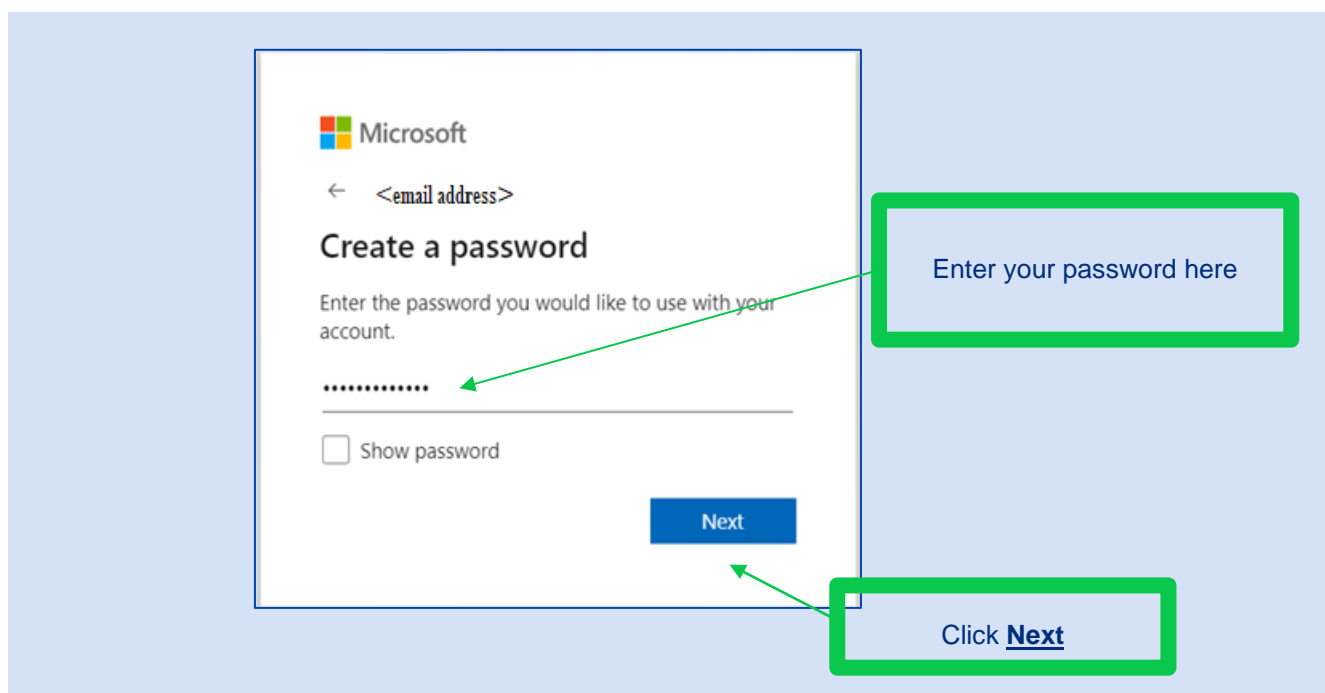 Microsoft
← <email address>
Create a password
Enter the password you would like to use with your
account.
•••••••••••••
Show password
Next
Enter your password here
Click Next